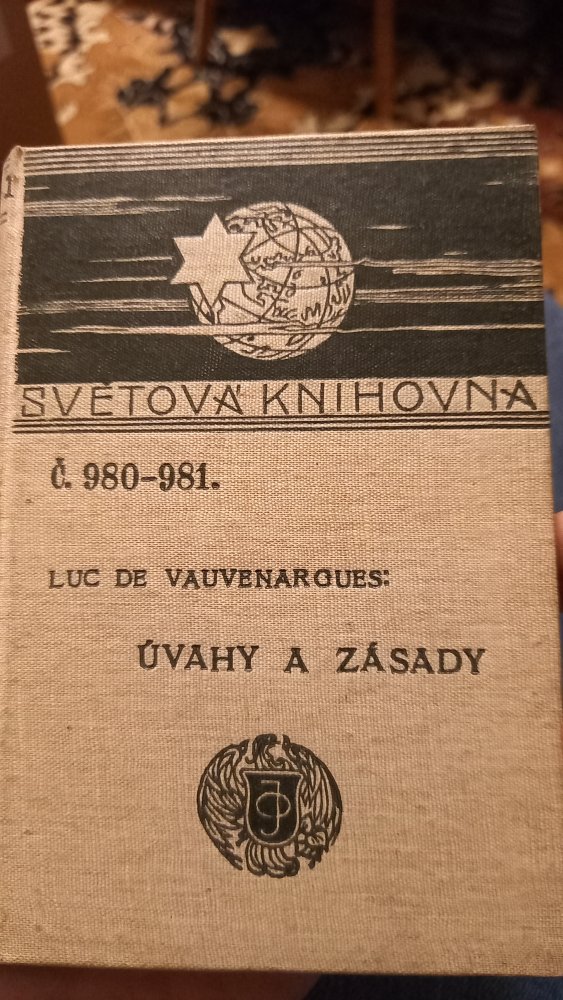 SVĚTOVÁ KNIHOVNA
Č. 980-981.
LUC DE VAUVENARGUES:
ÚVAHY A ZÁSADY